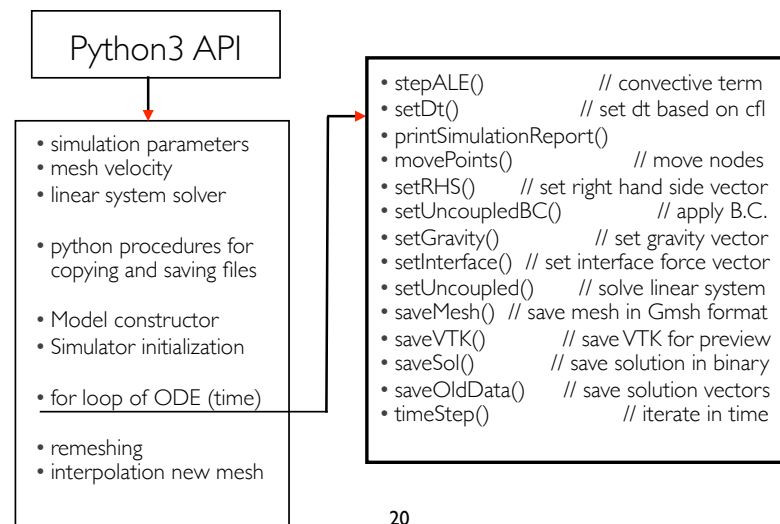 Python3 API
• simulation parameters
• mesh velocity
• linear system solver
• python procedures for
copying and saving files
• Model constructor
• Simulator initialization
• for loop of ODE (time)
• remeshing
• interpolation new mesh
• stepALE() // convective term
• setDt() // set dt based on cfl
• printSimulationReport()
• movePoints() // move nodes
• setRHS() // set right hand side vector
• setUncoupledBC() // apply B.C.
• setGravity() // set gravity vector
• setInterface() // set interface force vector
• setUncoupled() // solve linear system
• saveMesh() // save mesh in Gmsh format
• saveVTK() // save VTK for preview
• saveSol() // save solution in binary
• saveOldData() // save solution vectors
• timeStep() // iterate in time
20